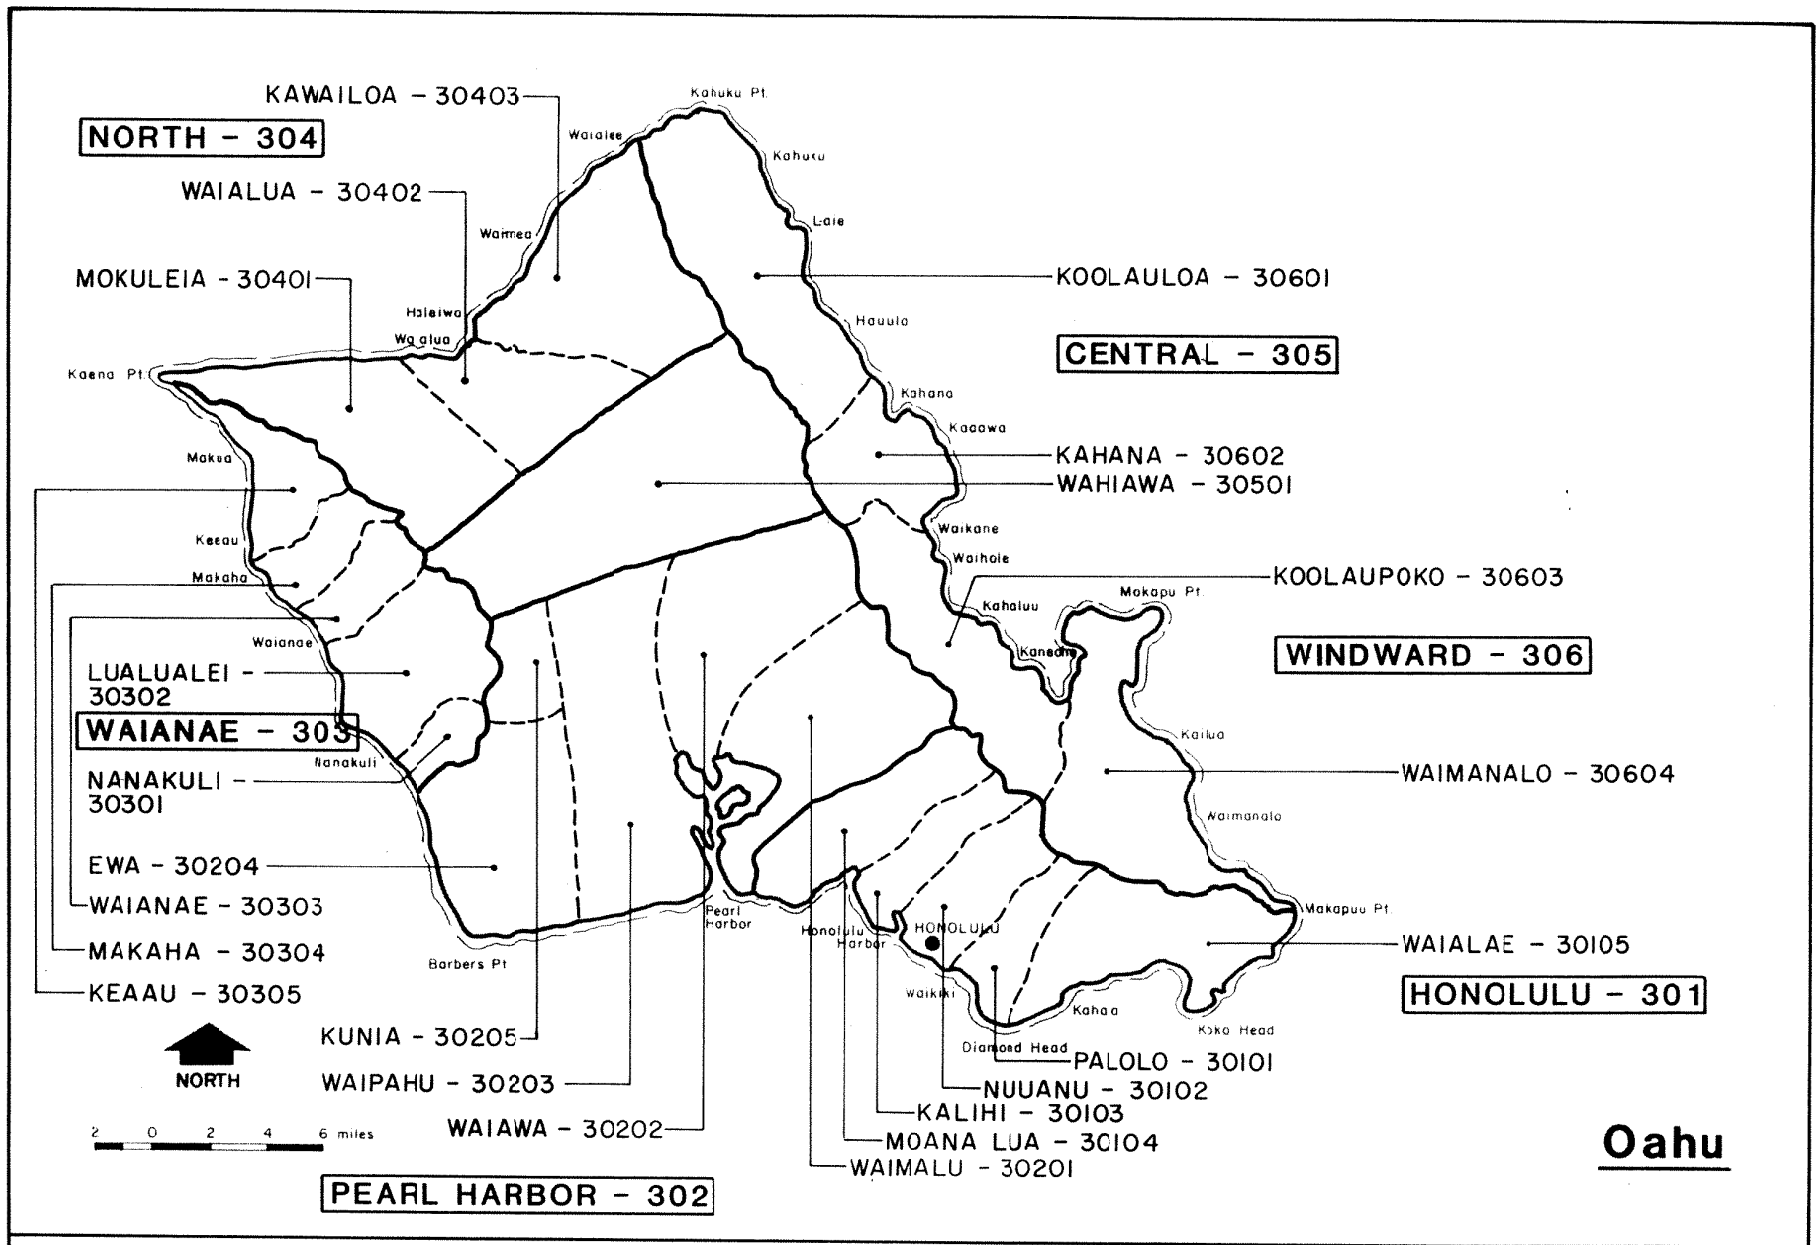 KAWAILOA - 30403
Kahuku Pt.
NORTH - 304
Waialee
Kahuku
WAIALUA - 30402
Laie
Waimea
MOKULEIA - 30401
KOOLAULOA - 30601
Haleiwa
Hauula
Waialua
CENTRAL - 305
Kaena Pt.
Kahana
Kaaawa
Makua
KAHANA - 30602
WAHIAWA - 30501
Waikane
Keeau
Waihole
Makaha
KOOLAUPOKO - 30603
Mokapu Pt.
Kahaluu
Waianae
Kaneohe
WINDWARD - 306
LUALUALEI -
30302
WAIANAE - 303
Kailua
Nanakuli
WAIMANALO - 30604
NANAKULI -
30301
Waimanalo
EWA - 30204
WAIANAE - 30303
Makapuu Pt.
Pearl
Harbor
Honolulu
Harbor
HONOLULU
WAIALAE - 30105
MAKAHA - 30304
Barbers Pt
KEAAU - 30305
Waikiki
HONOLULU - 301
Kahaa
Koko Head
KUNIA - 30205
Diamond Head
PALOLO - 30101
NORTH
WAIPAHU - 30203
NUUANU - 30102
KALIHI - 30103
WAIAWA - 30202
MOANA LUA - 30104
2 0 2 4 6 miles
WAIMALU - 30201
Oahu
PEARL HARBOR - 302